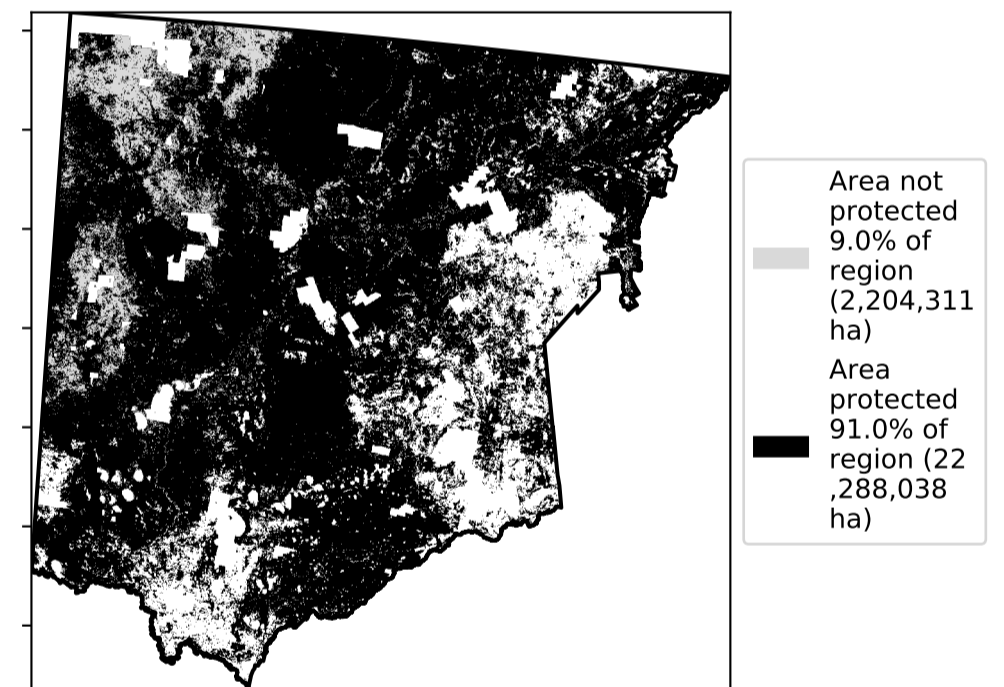 Area not
protected
9.0% of
region
(2,204,311
ha)
Area
protected
91.0% of
region (22
,288,038
ha)